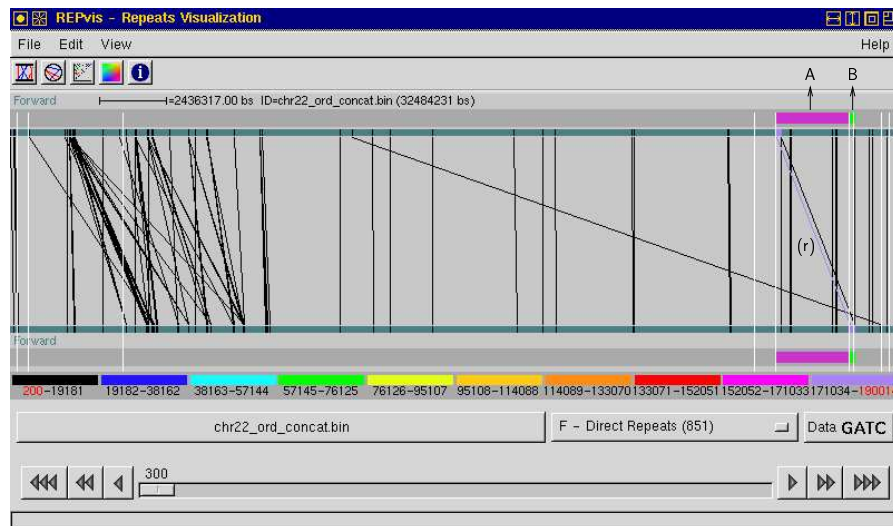 REPvis - Repeats Visualization
File Edit View Help
A B
Forward 2436317.00 bs ID=chr22_ord_concat.bin (32484231 bs)
(r)
Forward
200-19181 19182-38162 38163-57144 57145-76125 76126-95107 95108-114088 114089-133070 133071-152051 152052-171033 171034-190014
chr22_ord_concat.bin F - Direct Repeats (851) Data GATC
300